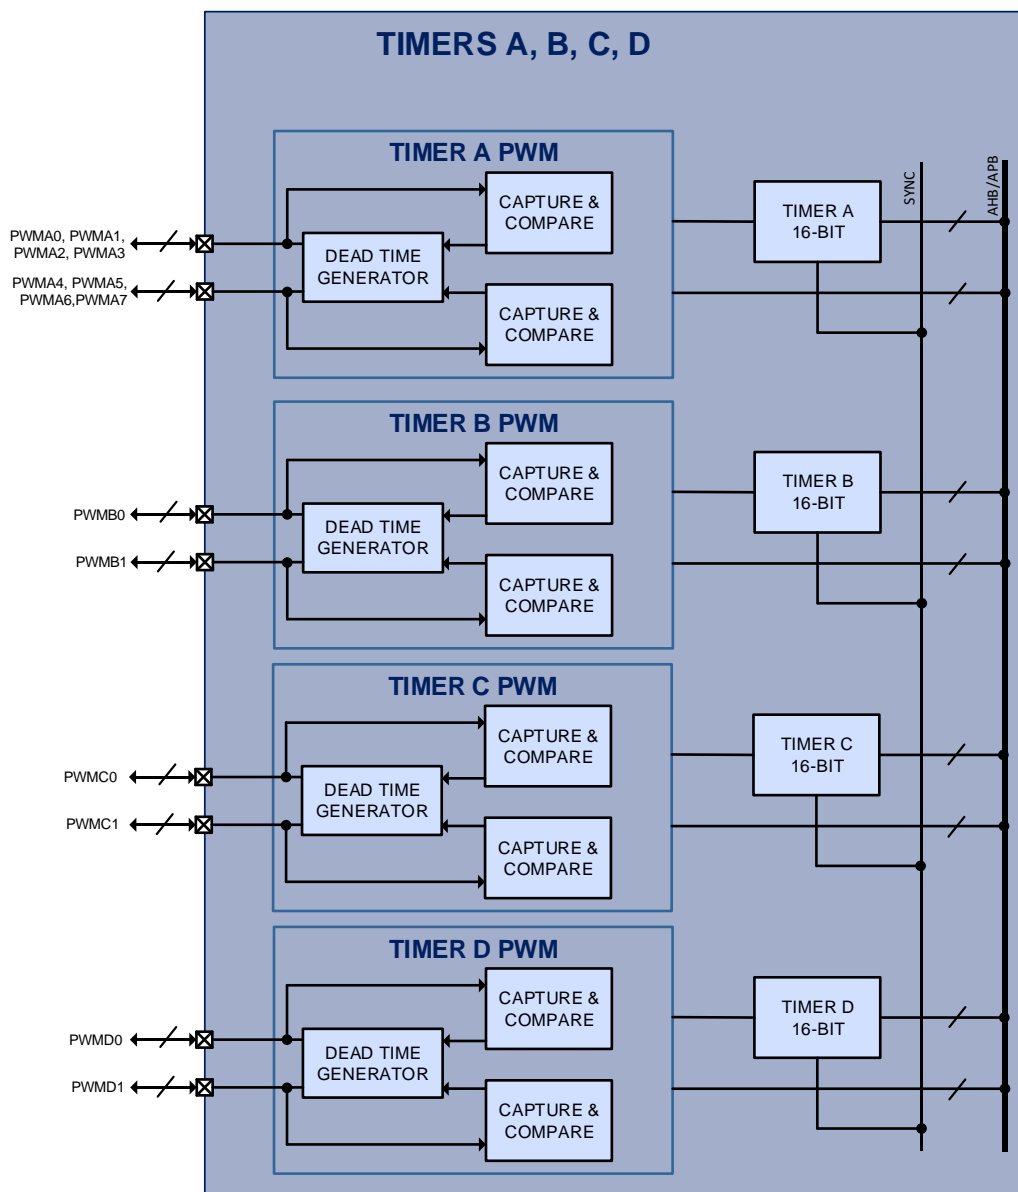 TIMERS A, B, C, D
SYNC
AHB/APB
TIMER A PWM
CAPTURE &
COMPARE
TIMER A
16-BIT
PWMA0, PWMA1,
PWMA2, PWMA3
DEAD TIME
GENERATOR
PWMA4, PWMA5,
PWMA6,PWMA7
CAPTURE &
COMPARE
TIMER B PWM
CAPTURE &
COMPARE
TIMER B
16-BIT
PWMB0
DEAD TIME
GENERATOR
PWMB1
CAPTURE &
COMPARE
TIMER C PWM
CAPTURE &
COMPARE
TIMER C
16-BIT
PWMC0
DEAD TIME
GENERATOR
PWMC1
CAPTURE &
COMPARE
TIMER D PWM
CAPTURE &
COMPARE
TIMER D
16-BIT
PWMD0
DEAD TIME
GENERATOR
PWMD1
CAPTURE &
COMPARE